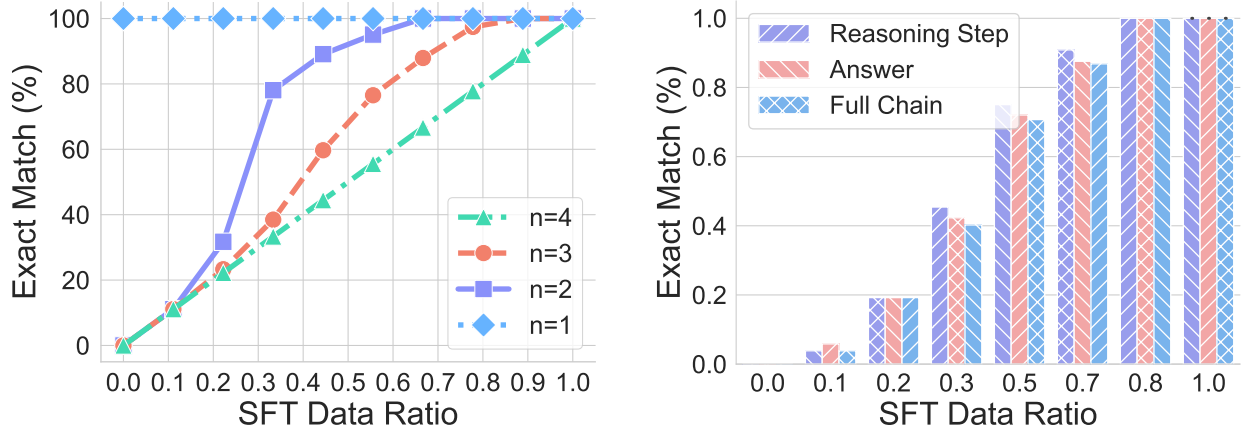 Exact Match (%)
100
80
60
40
20
0
n=4
n=3
n=2
n=1
0.0 0.1 0.2 0.3 0.4 0.5 0.6 0.7 0.8 0.9 1.0
SFT Data Ratio
Exact Match (%)
1.0
0.8
0.6
0.4
0.2
0.0
Reasoning Step
Answer
Full Chain
0.0 0.1 0.2 0.3 0.5 0.7 0.8 1.0
SFT Data Ratio